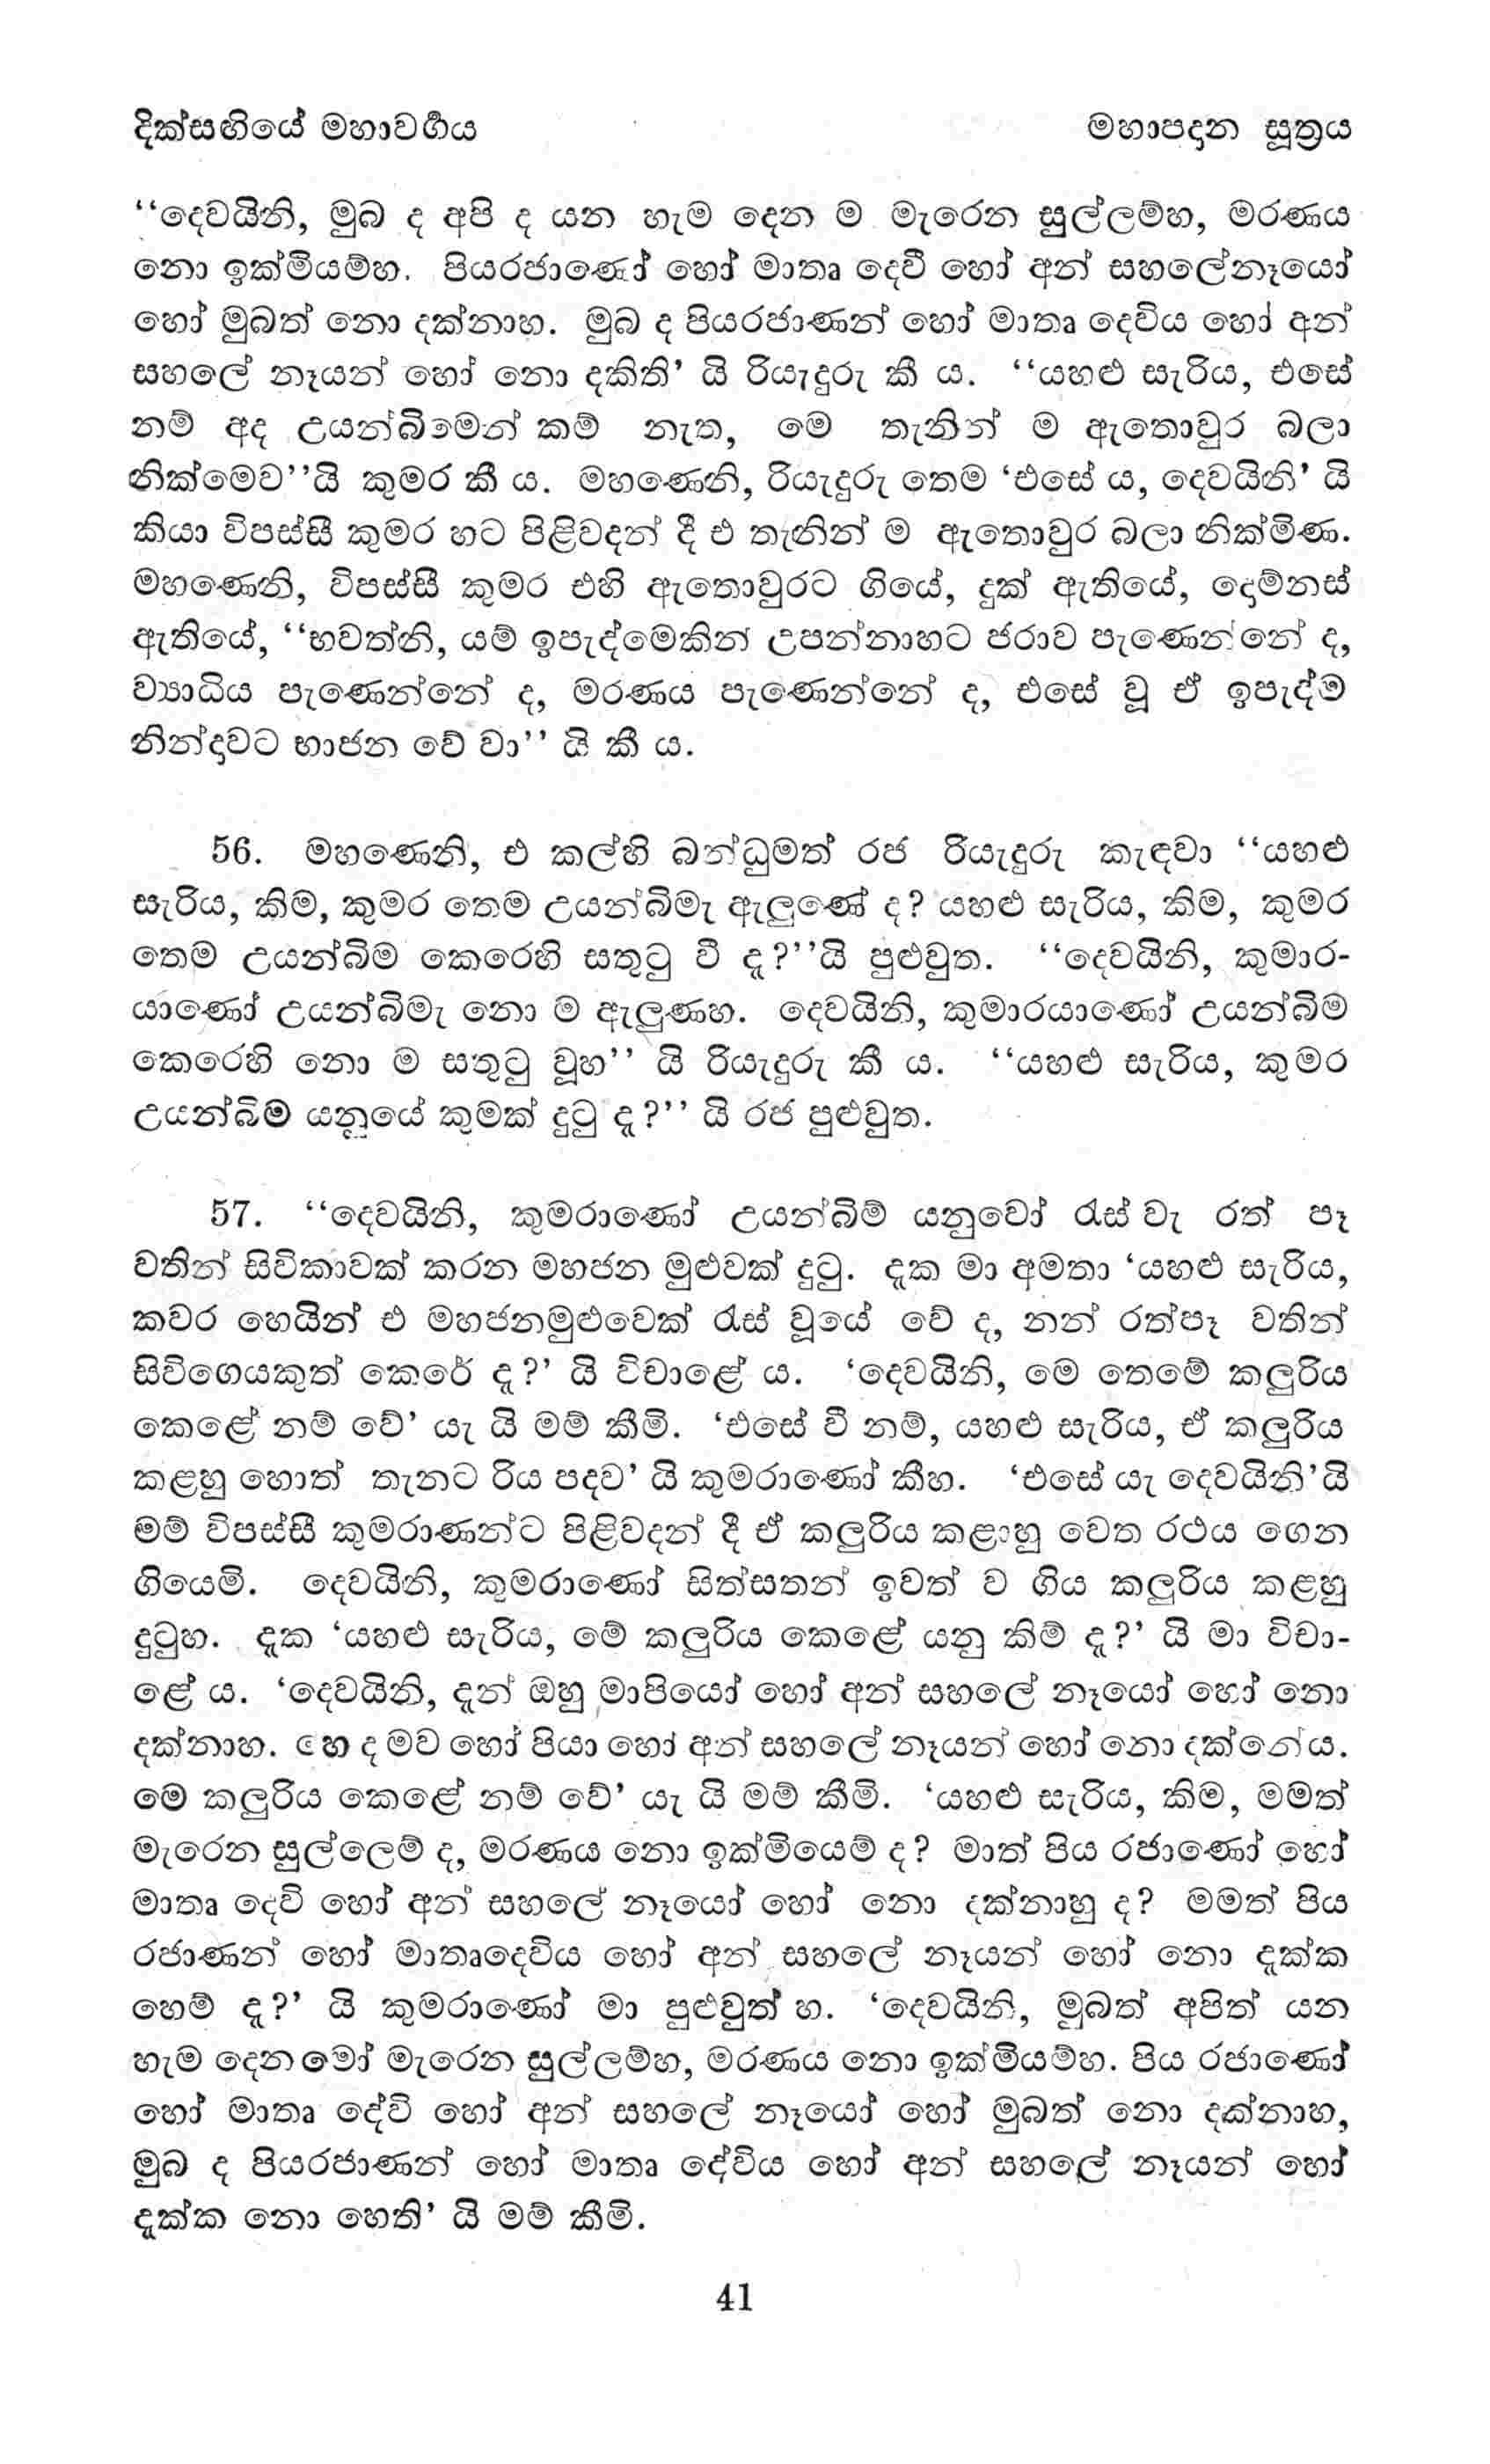 දික්සඟියේ මහාවර්‍ගය
මහාපදාන සූත්‍රය
“දෙවයිනි, මුබ ද අපි ද යන හැම දෙන ම මැරෙන සුල්ලම්හ, මරණය
නො ඉක්මියම්හ. පියරජාණෝ හෝ මාතෘ දෙවී හෝ අන් සහලේනෑයෝ
හෝ මුබත් නො දක්නාහ. මුබ ද පියරජාණන් හෝ මාතෘ දෙවිය හෝ අන්
සහලේ නෑයන් හෝ නො දකිති’ යි රියැදුරු කී ය. “යහළු සැරිය, එසේ
නම් අද උයන්බිමෙන් කම් නැත, මෙ තැනින් ම ඇතොවුර බලා
නික්මෙව”යි කුමර කී ය. මහණෙනි, රියැදුරු තෙම ‘එසේ ය, දෙවයිනි’ යි
කියා විපස්සී කුමර හට පිළිවදන් දී එ තැනින් ම ඇතොවුර බලා නික්මිණ.
මහණෙනි, විපස්සී කුමර එහි ඇතොවුරට ගියේ, දුක් ඇතියේ, දොම්නස්
ඇතියේ, “භවත්නි, යම් ඉපැද්මෙකින් උපන්නාහට ජරාව පැණෙන්නේ ද,
ව්‍යාධිය පැණෙන්නේ ද, මරණය පැණෙන්නේ ද, එසේ වූ ඒ ඉපැද්ම
නින්දාවට භාජන වේ වා” යි කී ය.
56. මහණෙනි, එ කල්හි බන්ධුමත් රජ රියැදුරු කැඳවා “යහළු
සැරිය, කිම, කුමර තෙම උයන්බිමැ ඇලුණේ ද? යහළු සැරිය, කිම, කුමර
තෙම උයන්බිම කෙරෙහි සතුටු වී දැ?”යි පුළුවුත. “දෙවයිනි, කුමාර-
යාණෝ උයන්බිමැ නො ම ඇලුණහ. දෙවයිනි, කුමාරයාණෝ උයන්බිම
කෙරෙහි නො ම සතුටු වූහ” යි රියැදුරු කී ය. “යහළු සැරිය, කුමර
උයන්බිම යනුයේ කුමක් දුටු දැ?” යි රජ පුළුවුත.
57. “දෙවයිනි, කුමරාණෝ උයන්බිම් යනුවෝ රැස් වැ රත් පෑ
වතින් සිවිකාවක් කරන මහජන මුළුවක් දුටු. දැක මා අමතා ‘යහළු සැරිය,
කවර හෙයින් එ මහජනමුළුවෙක් රැස් වූයේ වේ ද, නන් රත්පෑ වතින්
සිවිගෙයකුත් කෙරේ දැ?’ යි විචාළේ ය. ‘දෙවයිනි, මෙ තෙමේ කලුරිය
කෙළේ නම් වේ’ යැ යි මම් කීමි. ‘එසේ වී නම්, යහළු සැරිය, ඒ කලුරිය
කළහු හොත් තැනට රිය පදව’ යි කුමරාණෝ කීහ. ‘එසේ යැ දෙවයිනි’යි
මම් විපස්සී කුමරාණන්ට පිළිවදන් දී ඒ කලුරිය කළාහු වෙත රථය ගෙන
ගියෙමි. දෙවයිනි, කුමරාණෝ සිත්සතන් ඉවත් ව ගිය කලුරිය කළහු
දුටුහ. දැක ‘යහළු සැරිය, මේ කලුරිය කෙළේ යනු කිම් දැ?’ යි මා විචා-
ළේ ය. ‘දෙවයිනි, දැන් ඔහු මාපියෝ හෝ අන් සහලේ නෑයෝ හෝ නො
දක්නාහ. හෙ ද මව හෝ පියා හෝ අන් සහලේ නෑයන් හෝ නො දක්නේය.
මෙ කලුරිය කෙළේ නම් වේ’ යැ යි මම් කීමි. ‘යහළු සැරිය, කිම, මමත්
මැරෙන සුල්ලෙම් ද, මරණය නො ඉක්මියෙම් ද? මාත් පිය රජාණෝ හෝ
මාතෘ දෙවි හෝ අන් සහලේ නෑයෝ හෝ නො දක්නාහු ද? මමත් පිය
රජාණන් හෝ මාතෘදෙවිය හෝ අන් සහලේ නෑයන් හෝ නො දැක්ක
හෙම් දැ?’ යි කුමරාණෝ මා පුළුවුත් හ. ‘දෙවයිනි, මුබත් අපිත් යන
හැම දෙනමෝ මැරෙන සුල්ලම්හ, මරණය නො ඉක්මියම්හ. පිය රජාණෝ
හෝ මාතෘ දේවි හෝ අන් සහලේ නෑයෝ හෝ මුබත් නො දක්නාහ,
මුබ ද පියරජාණන් හෝ මාතෘ දේවිය හෝ අන් සහලේ නෑයන් හෝ
දැක්ක නො හෙති’ යි මම් කීමි.
41